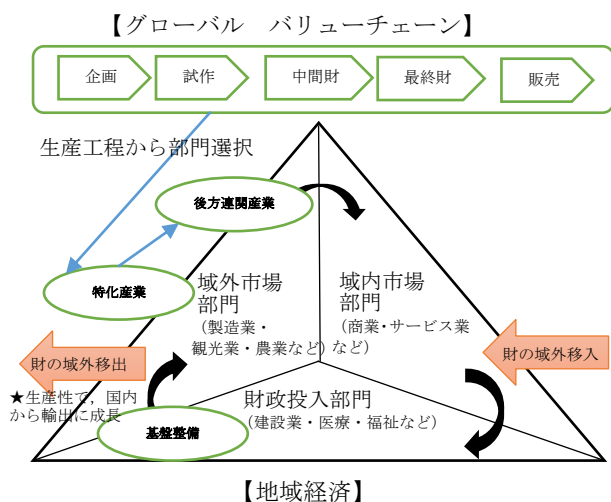 【グローバル　バリューチェーン】
企画
試作
中間財
最終財
販売
生産工程から部門選択
後方連関産業
特化産業
域外市場
部門
（製造業・
観光業・農業など）
域内市場
部門
（商業・サービス業
など）
財の域外移出
財の域外移入
★生産性で，国内
から輸出に成長
財政投入部門
（建設業・医療・福祉など）
基盤整備
【地域経済】